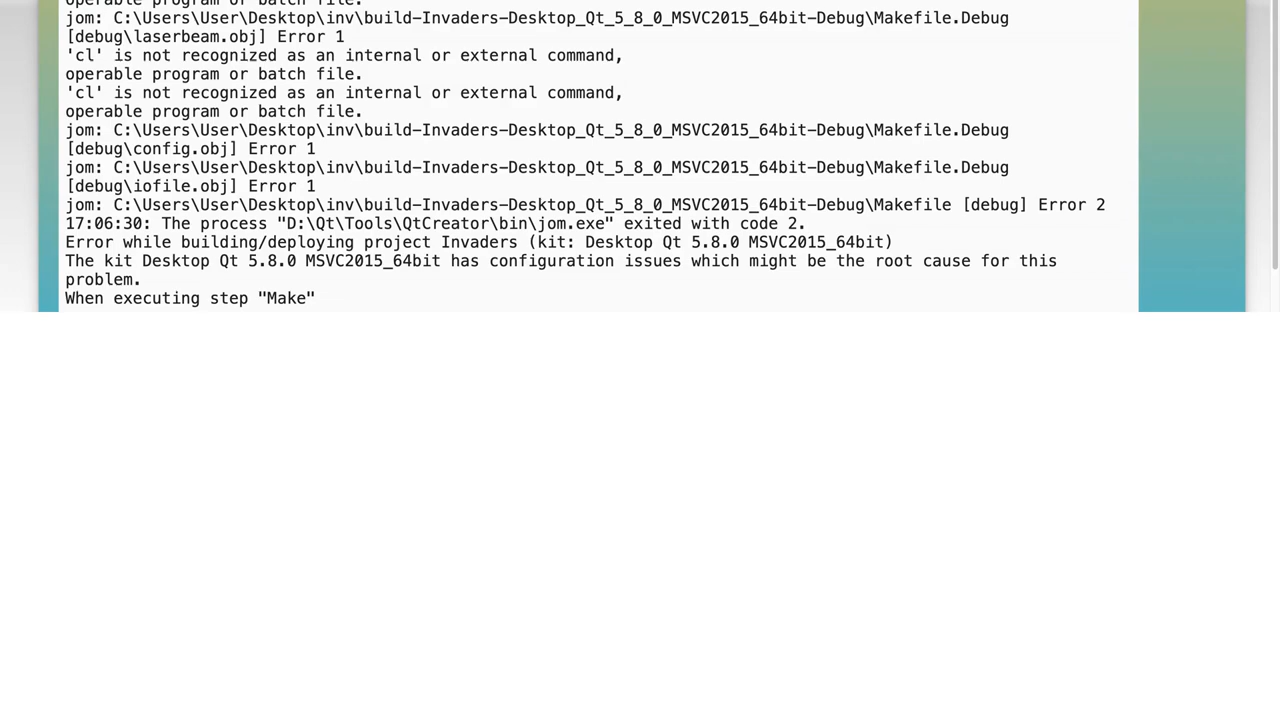 operable program or batch file.
jom: C:\Users\User\Desktop\inv\build-Invaders-Desktop_Qt_5_8_0_MSVC2015_64bit-Debug\Makefile.Debug
[debug\laserbeam.obj] Error 1
'cl' is not recognized as an internal or external command,
operable program or batch file.
'cl' is not recognized as an internal or external command,
operable program or batch file.
jom: C:\Users\User\Desktop\inv\build-Invaders-Desktop_Qt_5_8_0_MSVC2015_64bit-Debug\Makefile.Debug
[debug\config.obj] Error 1
jom: C:\Users\User\Desktop\inv\build-Invaders-Desktop_Qt_5_8_0_MSVC2015_64bit-Debug\Makefile.Debug
[debug\iofile.obj] Error 1
jom: C:\Users\User\Desktop\inv\build-Invaders-Desktop_Qt_5_8_0_MSVC2015_64bit-Debug\Makefile [debug] Error 2
17:06:30: The process "D:\Qt\Tools\QtCreator\bin\jom.exe" exited with code 2.
Error while building/deploying project Invaders (kit: Desktop Qt 5.8.0 MSVC2015_64bit)
The kit Desktop Qt 5.8.0 MSVC2015_64bit has configuration issues which might be the root cause for this
problem.
When executing step "Make"